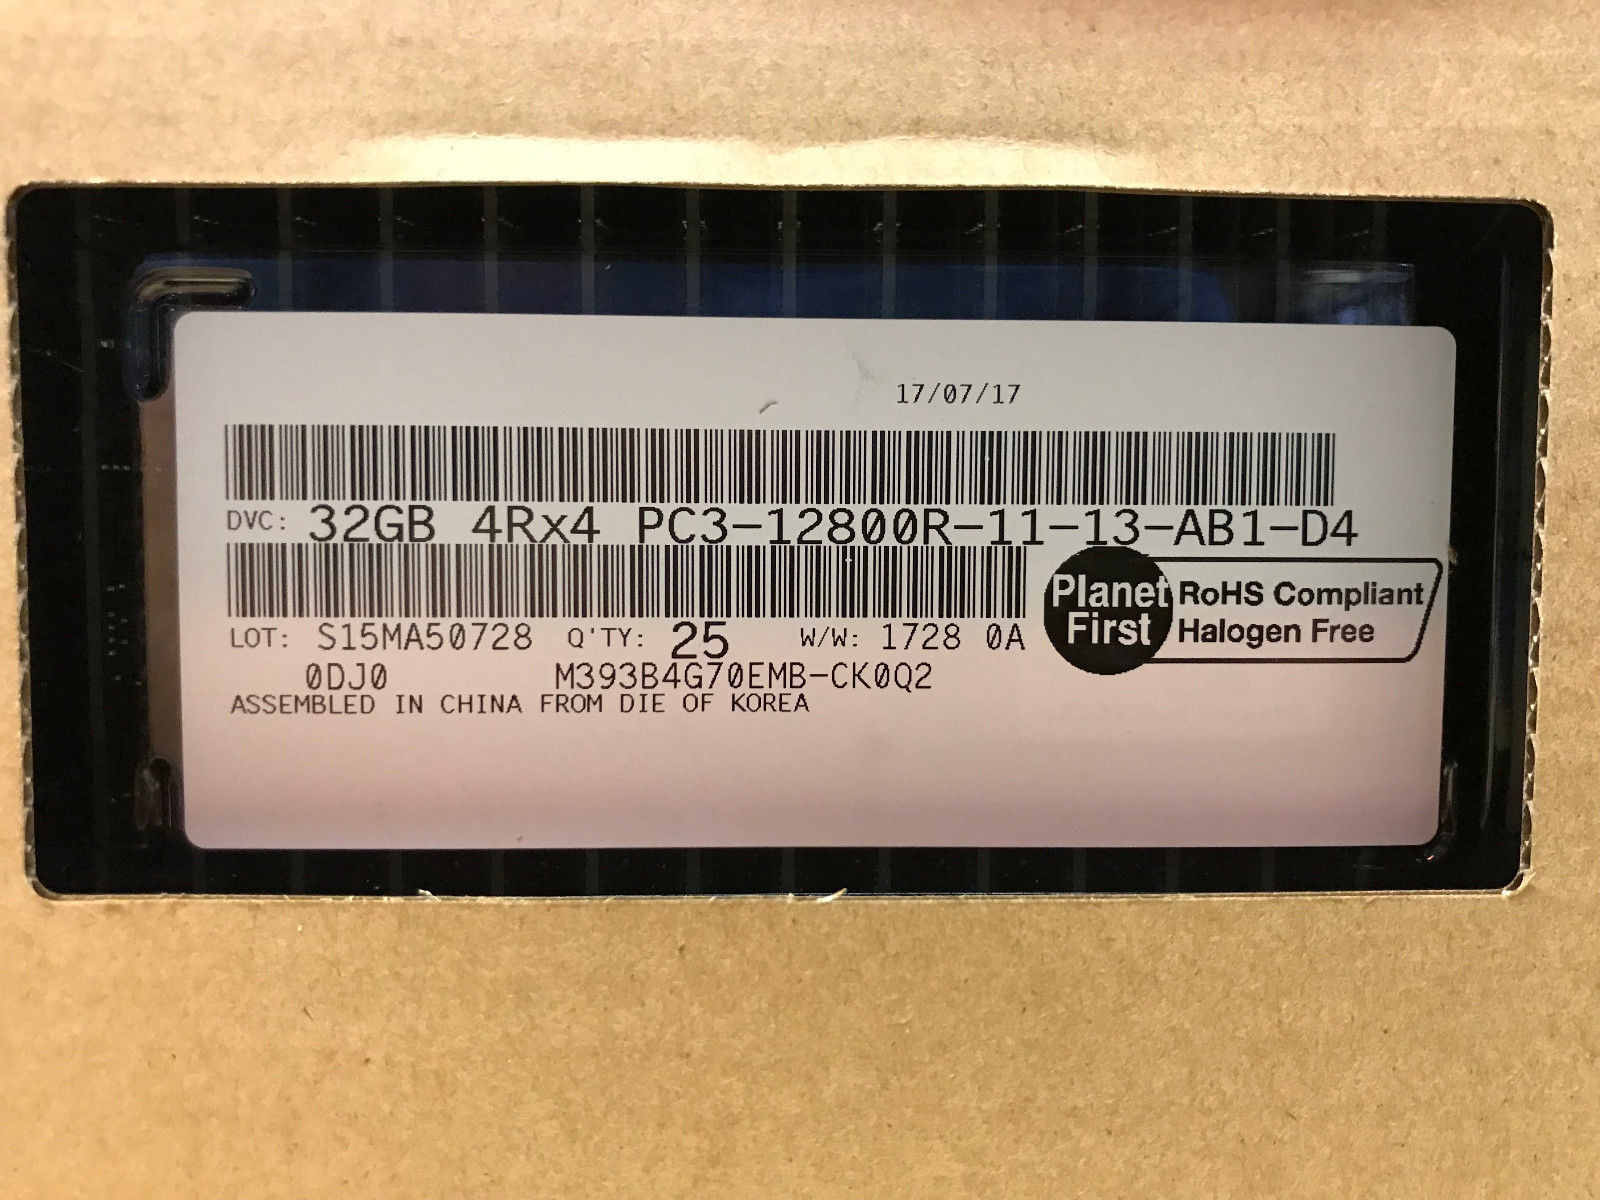 17/07/17
DVC: 32GB 4Rx4 PC3-12800R-11-13-AB1-D4
Planet First
RoHS Compliant
Halogen Free
LOT: S15MA50728 Q'TY: 25 W/W: 1728 0A
0DJ0 M393B4G70EMB-CK0Q2
ASSEMBLED IN CHINA FROM DIE OF KOREA